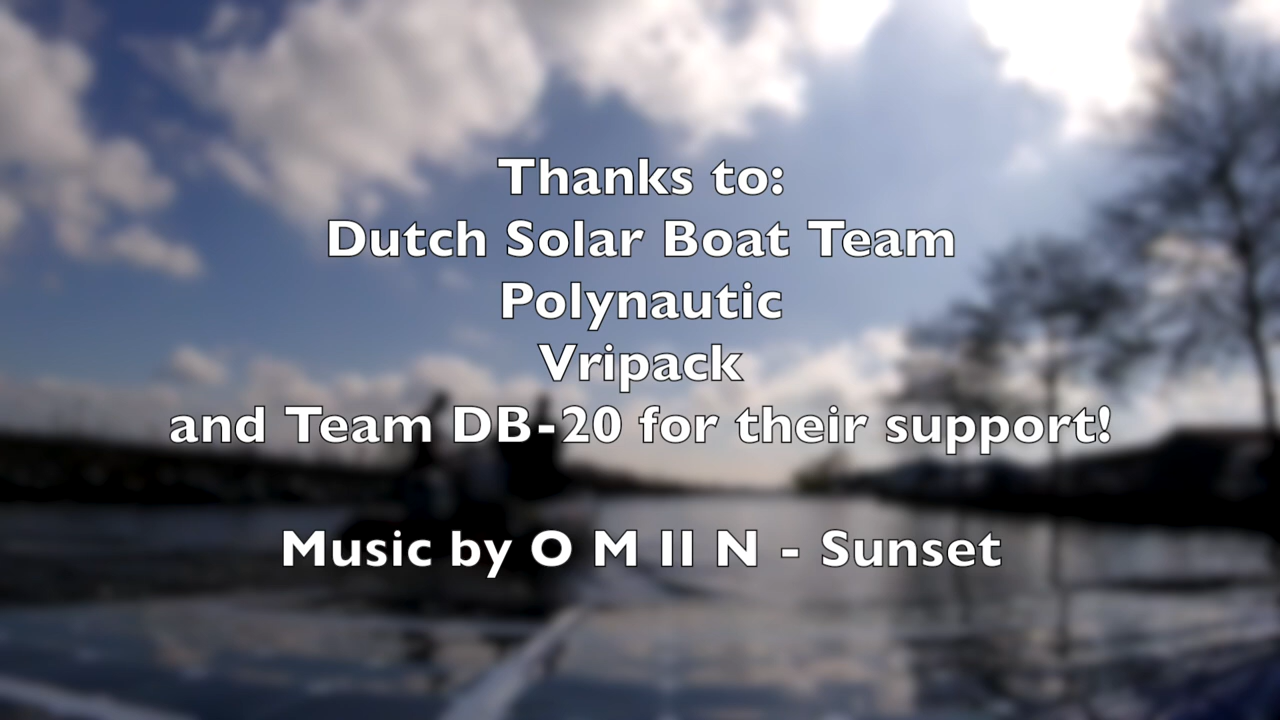 Thanks to:
Dutch Solar Boat Team
Polynautic
Vripack
and Team DB-20 for their support!
Music by O M II N - Sunset